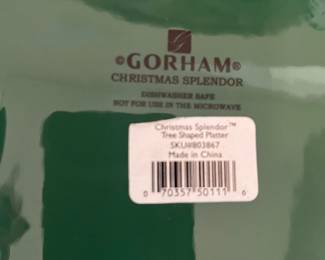 ©GORHAM®
CHRISTMAS SPLENDOR
DISHWASHER SAFE
NOT FOR USE IN THE MICROWAVE
Christmas Splendor™
Tree Shaped Platter
SKU#803867
Made in China
0 70357 50111 6